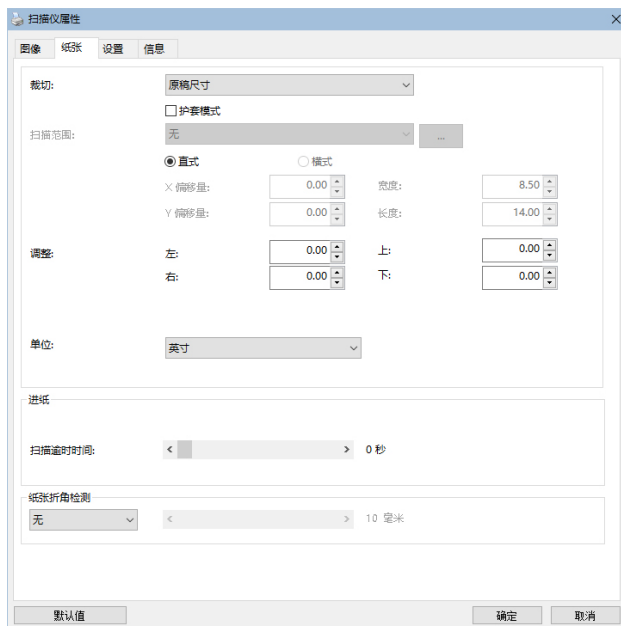 扫描仪属性
图像 纸张 设置 信息
裁切: 原稿尺寸
护套模式
扫描范围: 无 ...
直式 横式
X 偏移量: 0.00 宽度: 8.50
Y 偏移量: 0.00 长度: 14.00
调整: 左: 0.00 上: 0.00
右: 0.00 下: 0.00
单位: 英寸
进纸
扫描逾时时间: 0 秒
纸张折角检测
无 10 毫米
默认值 确定 取消